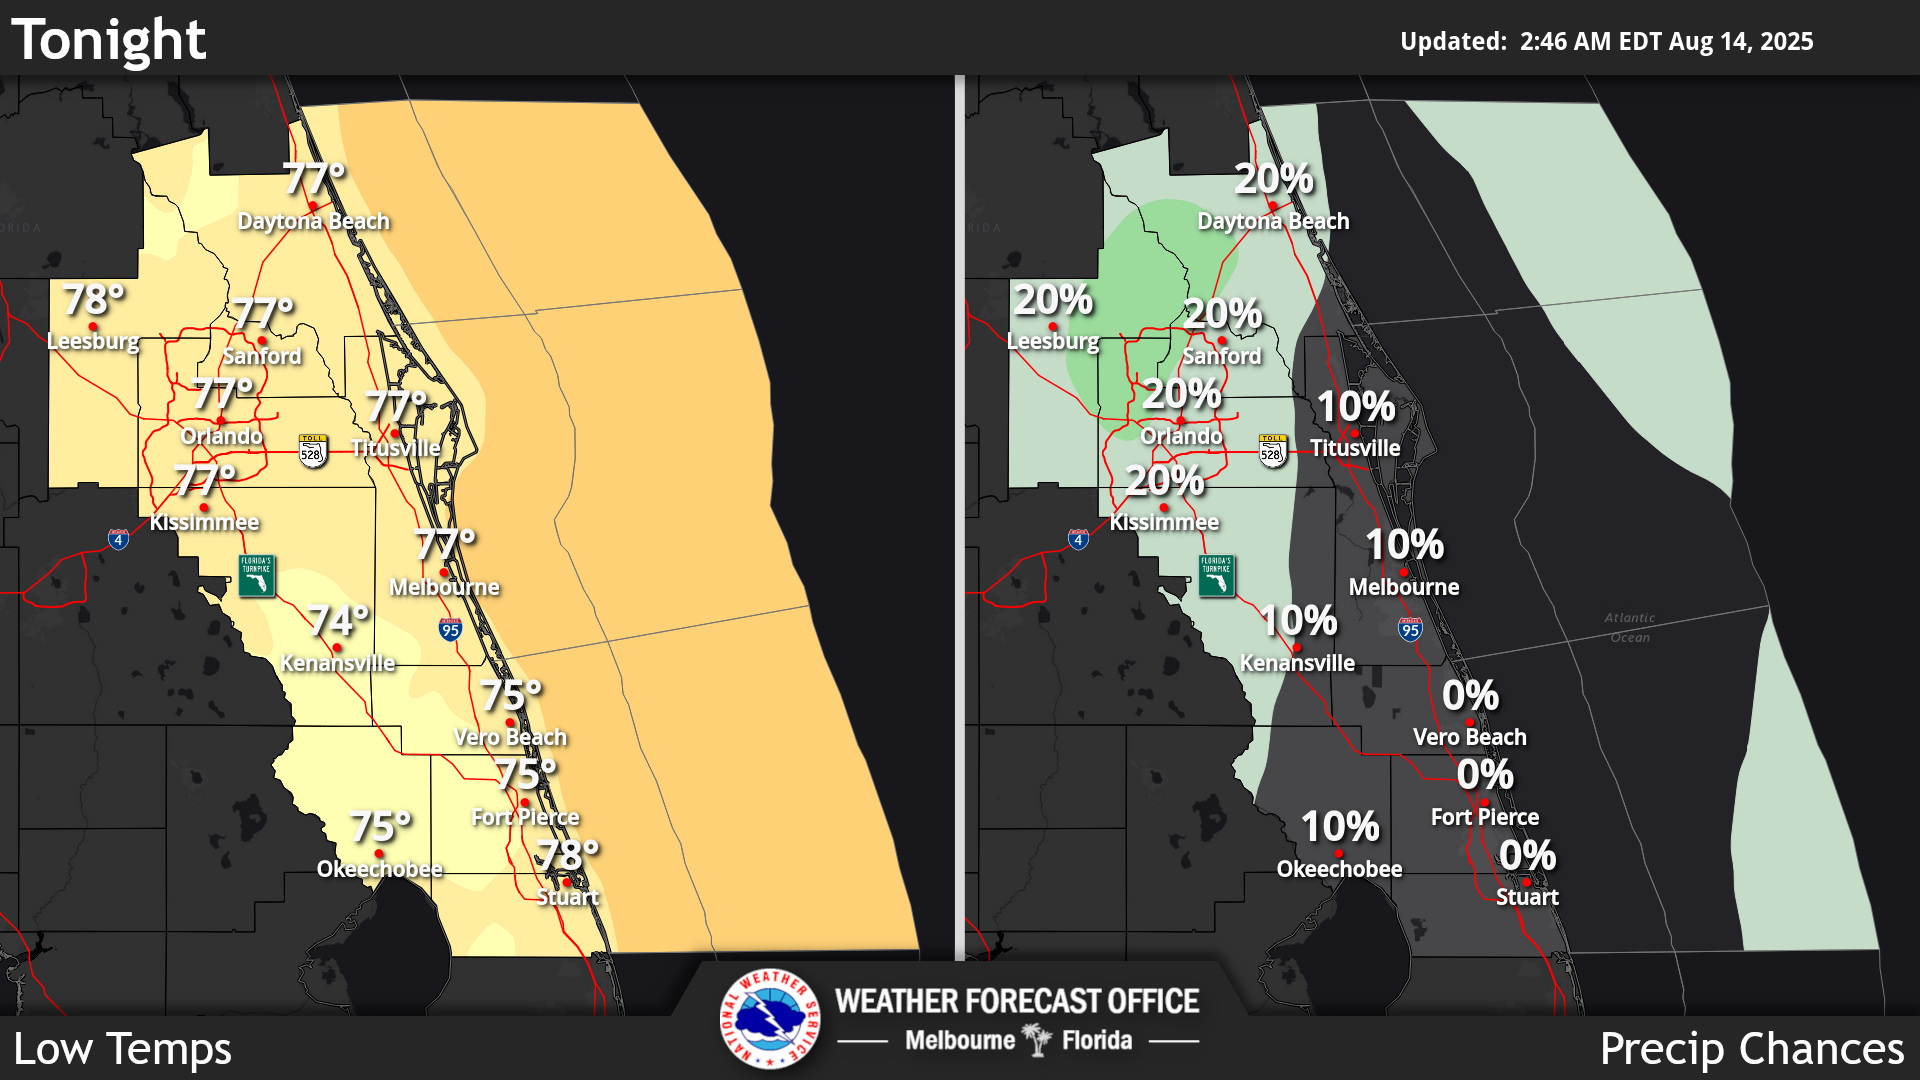 Tonight
Updated: 2:46 AM EDT Aug 14, 2025
77°
Daytona Beach
78°
Leesburg
77°
Sanford
77°
Orlando
77°
Titusville
TOLL
528
77°
Kissimmee
4
77°
Melbourne
FLORIDA'S
TURNPIKE
74°
Kenansville
95
75°
Vero Beach
75°
Fort Pierce
75°
Okeechobee
78°
Stuart
Low Temps
20%
Daytona Beach
RIDA
20%
Leesburg
20%
Sanford
20%
Orlando
10%
Titusville
TOLL
528
20%
Kissimmee
4
10%
Melbourne
FLORIDA'S
TURNPIKE
10%
Kenansville
95
Atlantic
Ocean
0%
Vero Beach
0%
Fort Pierce
10%
Okeechobee
0%
Stuart
NATIONAL WEATHER SERVICE
WEATHER FORECAST OFFICE
Melbourne Florida
Precip Chances